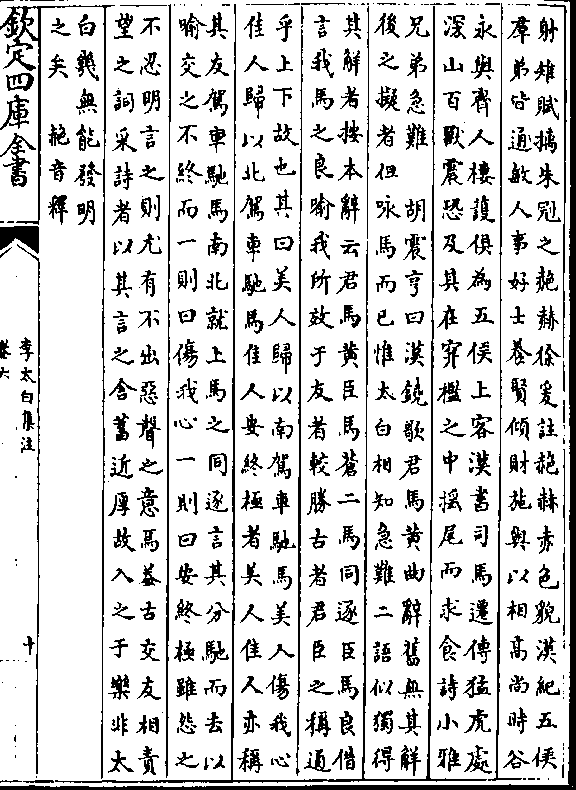 射雉賦摛朱冠之赩赫徐爰註赩赫赤色貌漢紀五侯
羣弟皆通敏人事好士養賢傾財施與以相高尚時谷
永與齊人樓護俱為五侯上客漢書司馬遷傳猛虎處
深山百獸震恐及其在穽檻之中搖尾而求食詩小雅
兄弟急難　胡震亨曰漢鐃歌君馬黃曲辭舊無其解
後之擬者但咏馬而已惟太白相知急難二語似獨得
其解者按本辭云君馬黃臣馬蒼二馬同逐臣馬良借
言我馬之良喻我所效于友者較勝古者君臣之稱通
乎上下故也其曰美人歸以南駕車馳馬美人傷我心
佳人歸以北駕車馳馬佳人安終極者美人佳人亦稱
其友駕車馳馬南北就上馬之同逐言其分馳而去以
喻交之不終而一則曰傷我心一則曰安終極雖怨之
不忍明言之則尤有不出惡聲之意焉葢古交友相責
望之詞采詩者以其言之含蓄近厚故入之于樂非太
白幾無能發明
之矣　赩音釋
欽定四庫全書
李太白集注
卷六
十